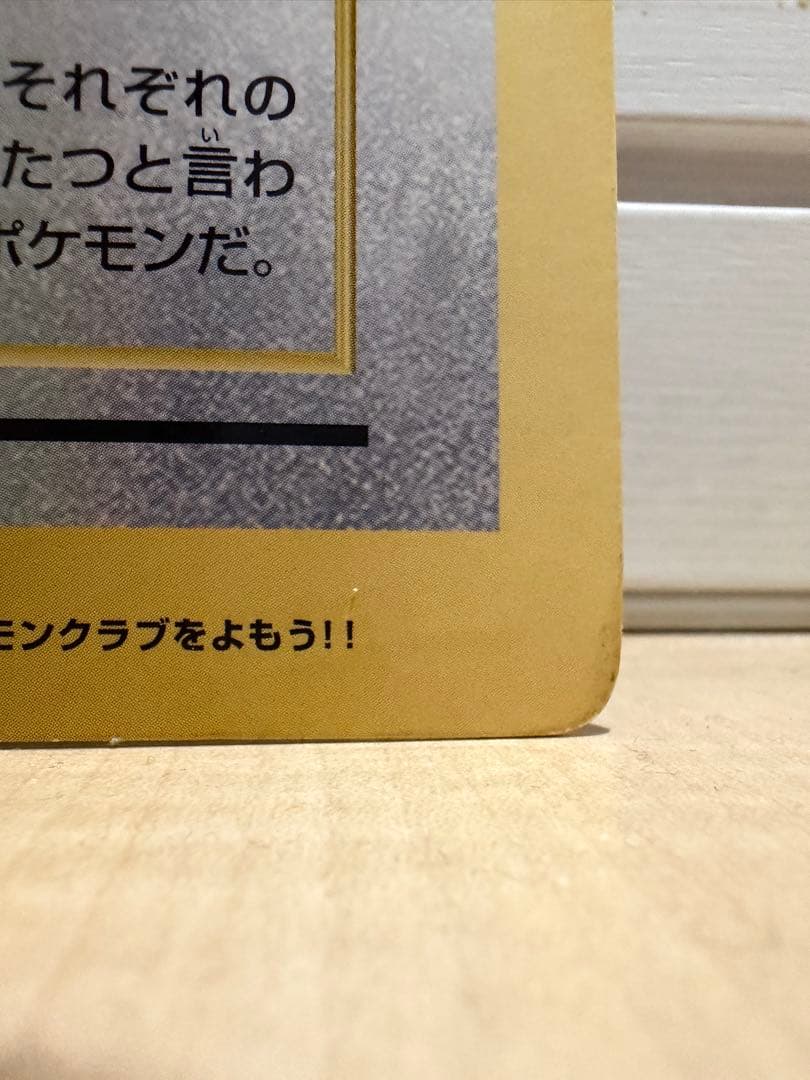 それぞれの
たつと言わ
ポケモンだ。
モンクラブをよもう!!